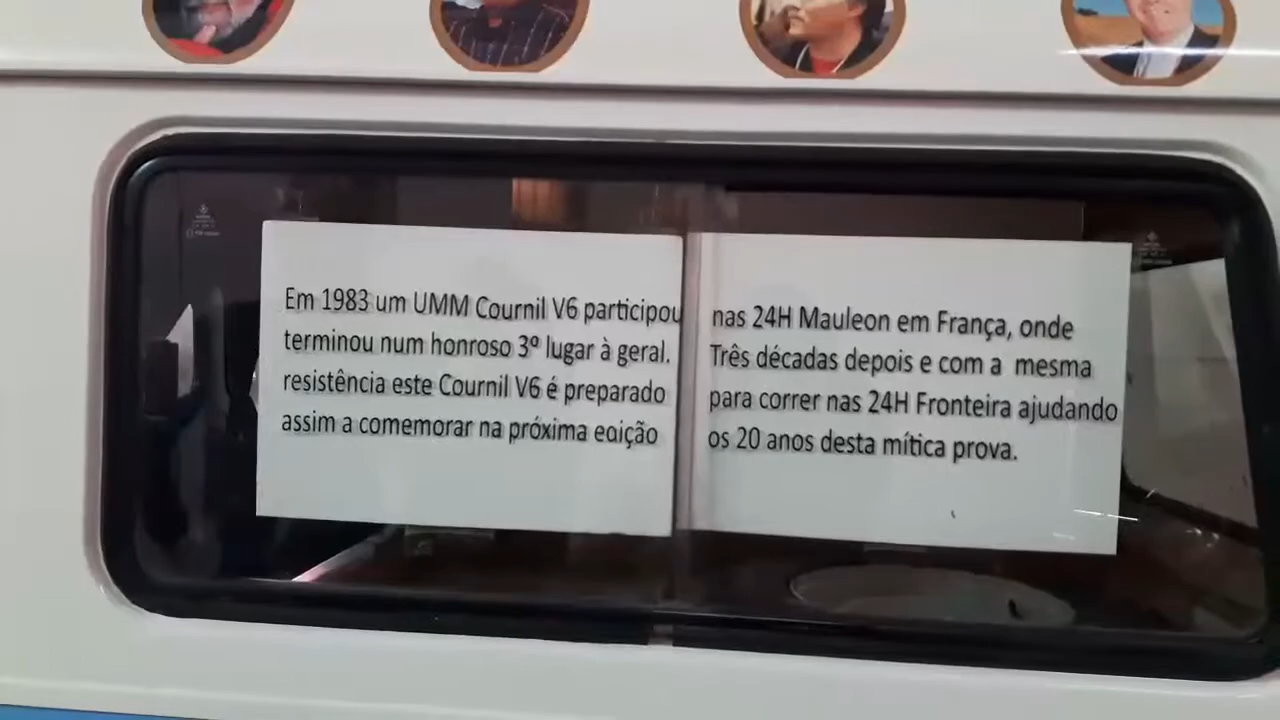 Em 1983 um UMM Cournil V6 participou nas 24H Mauleon em França, onde
terminou num honroso 3º lugar à geral. Três décadas depois e com a mesma
resistência este Cournil V6 é preparado para correr nas 24H Fronteira ajudando
assim a comemorar na próxima edição os 20 anos desta mítica prova.